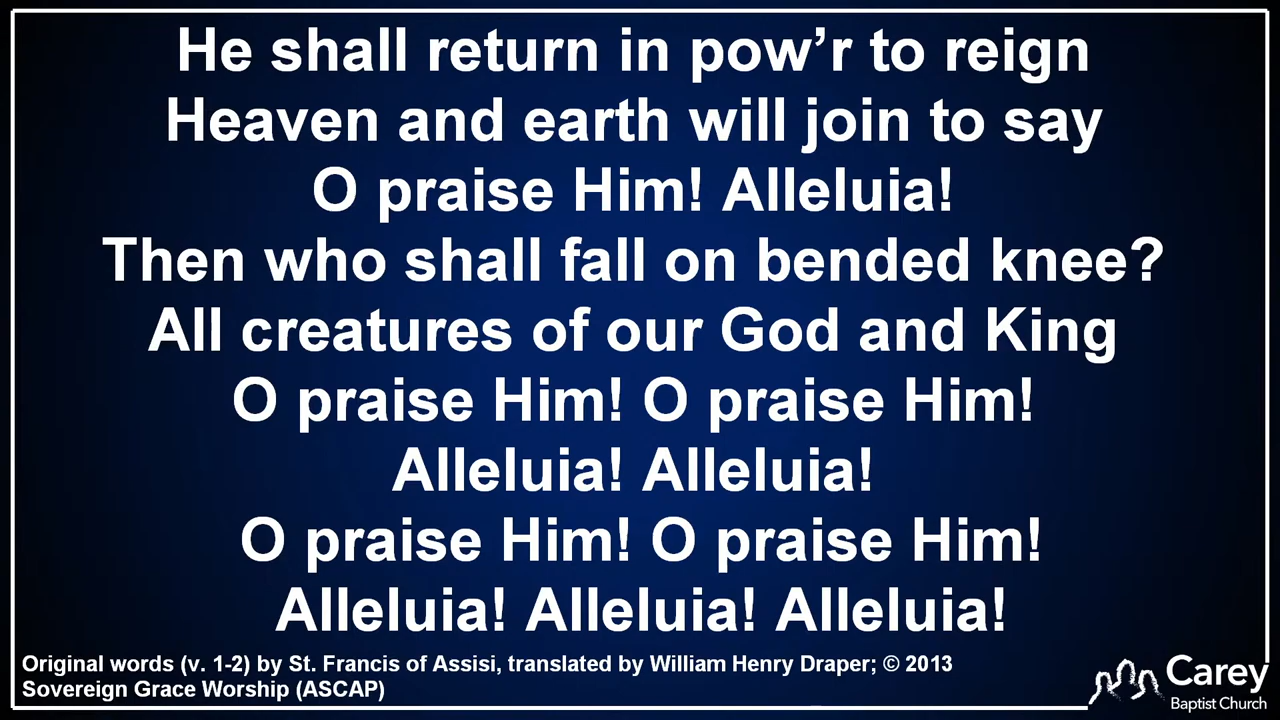 He shall return in pow’r to reign
Heaven and earth will join to say
O praise Him! Alleluia!
Then who shall fall on bended knee?
All creatures of our God and King
O praise Him! O praise Him!
Alleluia! Alleluia!
O praise Him! O praise Him!
Alleluia! Alleluia! Alleluia!
Original words (v. 1-2) by St. Francis of Assisi, translated by William Henry Draper; © 2013
Sovereign Grace Worship (ASCAP)
Carey
Baptist Church